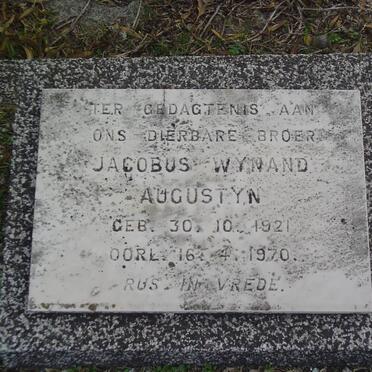 TER GEDAGTENIS AAN
ONS DIERBARE BROER
JACOBUS WYNAND
AUGUSTYN
GEB. 30. 10. 1921
OORL. 16. 4. 1970.
RUS IN VREDE.